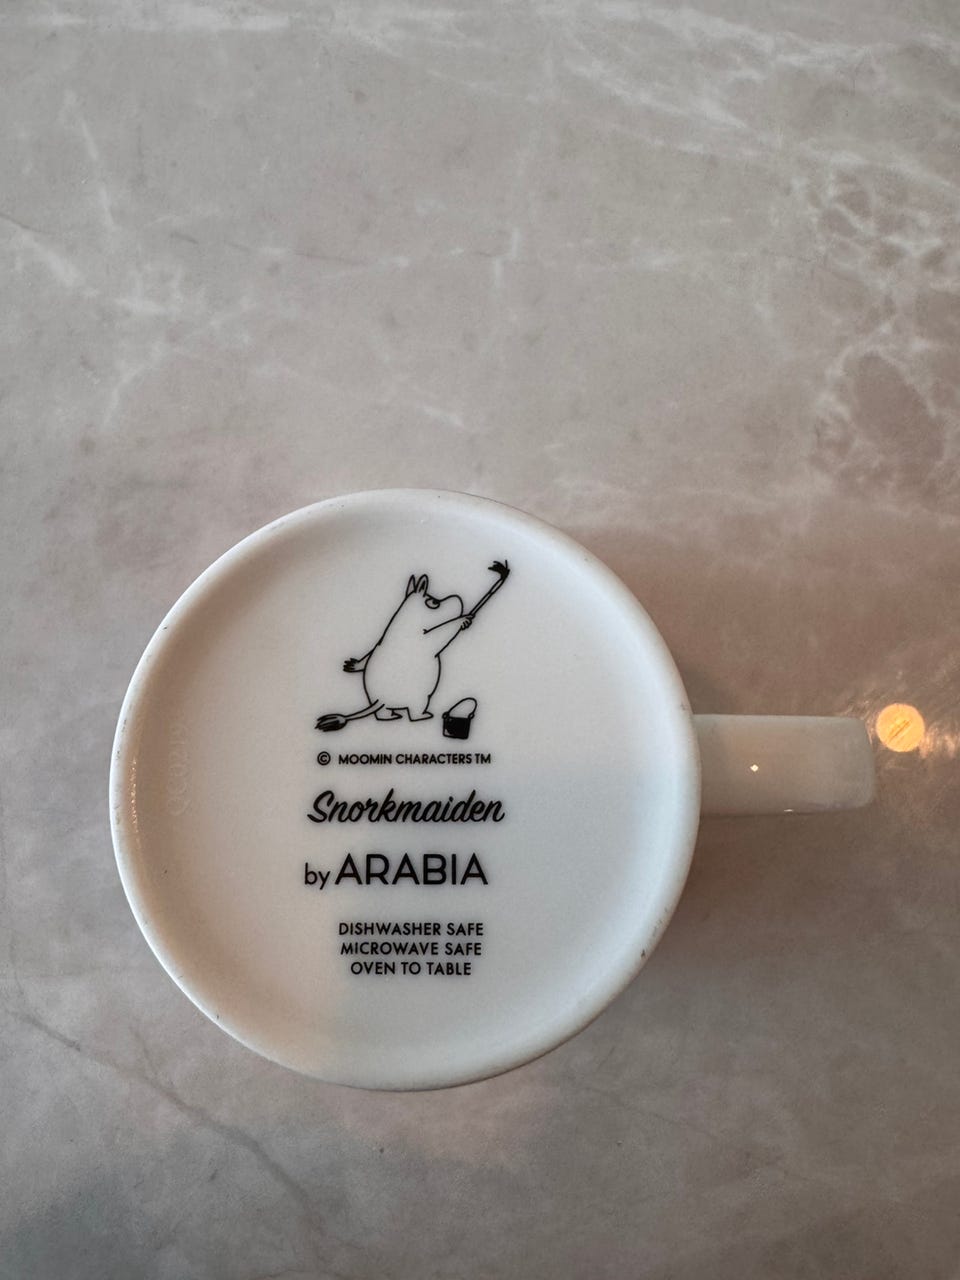 © MOOMIN CHARACTERS TM
Snorkmaiden
by ARABIA
DISHWASHER SAFE
MICROWAVE SAFE
OVEN TO TABLE